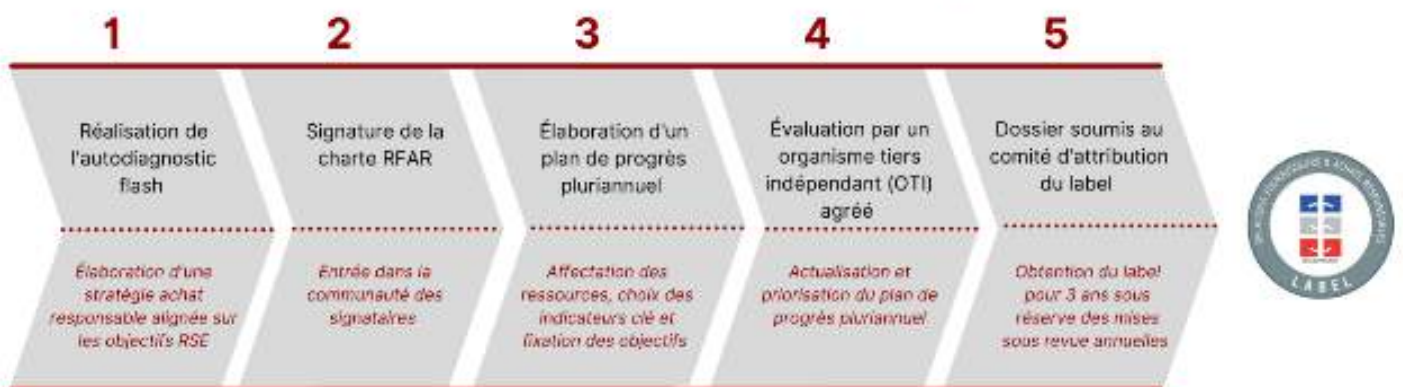 1
2
3
4
5
Réalisation de
l'autodiagnostic
flash
Élaboration d'une
stratégie achat
responsable alignée sur
les objectifs RSE
Signature de la
charte RFAR
Entrée dans la
communauté des
signataires
Élaboration d'un
plan de progrès
pluriannuel
Affectation des
ressources, choix des
indicateurs clé et
fixation des objectifs
Évaluation par un
organisme tiers
indépendant (OTI)
agréé
Actualisation et
priorisation du plan de
progrès pluriannuel
Dossier soumis au
comité d'attribution
du label
Obtention du label
pour 3 ans sous
réserve des mises
sous revue annuelles
LABEL